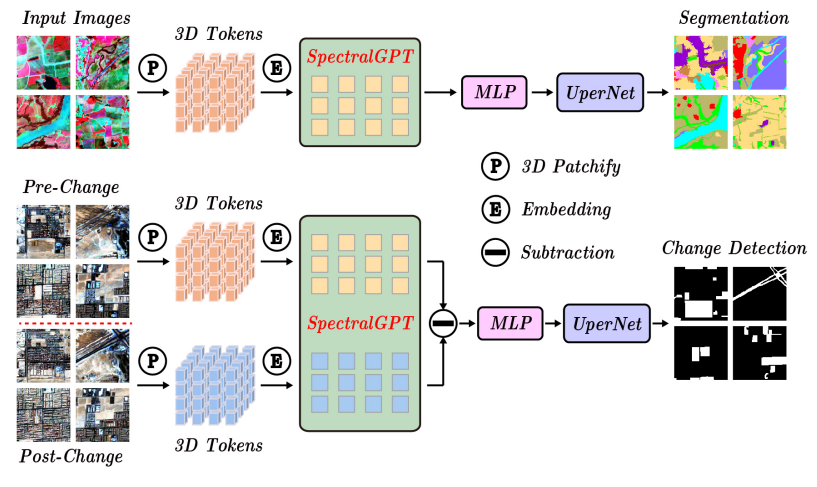 Input Images
3D Tokens
P
E
SpectralGPT
MLP
UperNet
Segmentation
P 3D Patchify
E Embedding
Subtraction
Pre-Change
3D Tokens
P
E
SpectralGPT
MLP
UperNet
Change Detection
P
E
3D Tokens
Post-Change